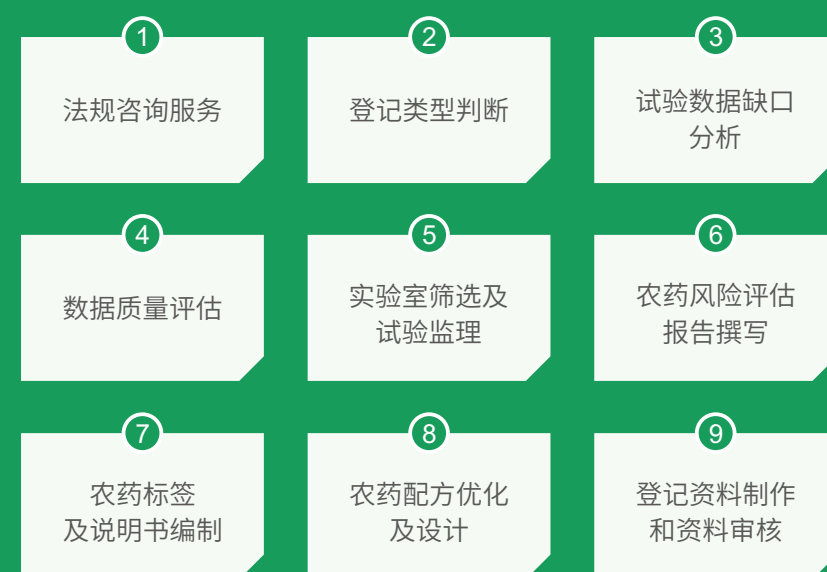 1
法规咨询服务
2
登记类型判断
3
试验数据缺口
分析
4
数据质量评估
5
实验室筛选及
试验监理
6
农药风险评估
报告撰写
7
农药标签
及说明书编制
8
农药配方优化
及设计
9
登记资料制作
和资料审核